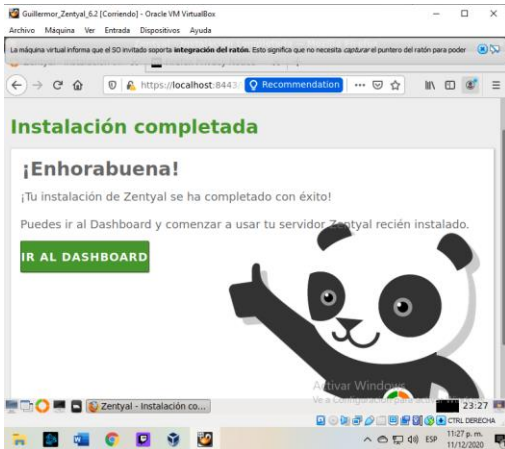 Guillermor_Zentyal_6.2 [Corriendo] - Oracle VM VirtualBox
Archivo Máquina Ver Entrada Dispositivos Ayuda
La máquina virtual informa que el SO invitado soporta integración del ratón. Esto significa que no necesita capturar el puntero del ratón para poder
https://localhost:8443
Recommendation
Instalación completada
¡Enhorabuena!
¡Tu instalación de Zentyal se ha completado con éxito!
Puedes ir al Dashboard y comenzar a usar tu servidor Zentyal recién instalado.
IR AL DASHBOARD
Activar Windows
Ve a Configuración para activar
Zentyal - Instalación co...
23:27
CTRL DERECHA
ESP
11:27 p. m.
11/12/2020